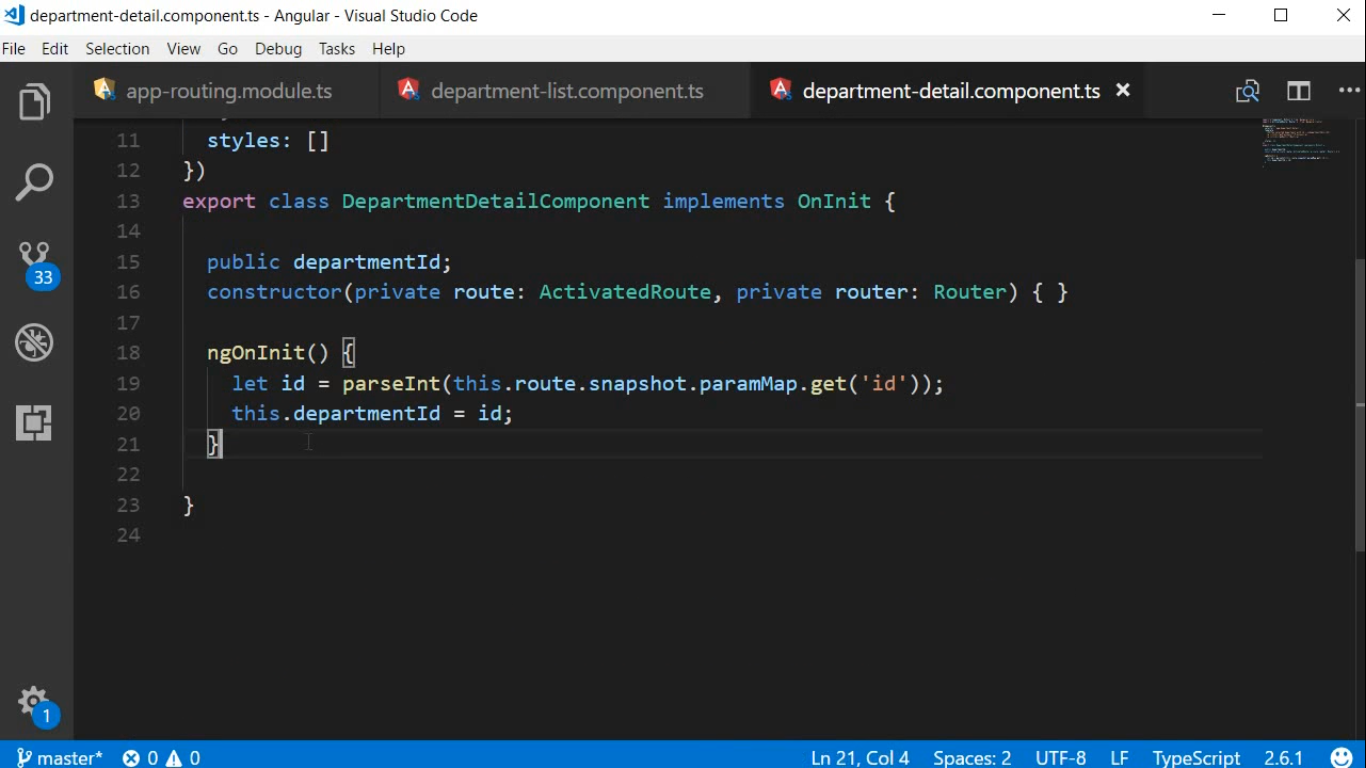 department-detail.component.ts - Angular - Visual Studio Code
File Edit Selection View Go Debug Tasks Help
app-routing.module.ts department-list.component.ts department-detail.component.ts
11 styles: []
12 })
13 export class DepartmentDetailComponent implements OnInit {
14
15 public departmentId;
16 constructor(private route: ActivatedRoute, private router: Router) { }
17
18 ngOnInit() {
19 let id = parseInt(this.route.snapshot.paramMap.get('id'));
20 this.departmentId = id;
21 }
22
23 }
24
33
1
master* 0 0 Ln 21, Col 4 Spaces: 2 UTF-8 LF TypeScript 2.6.1